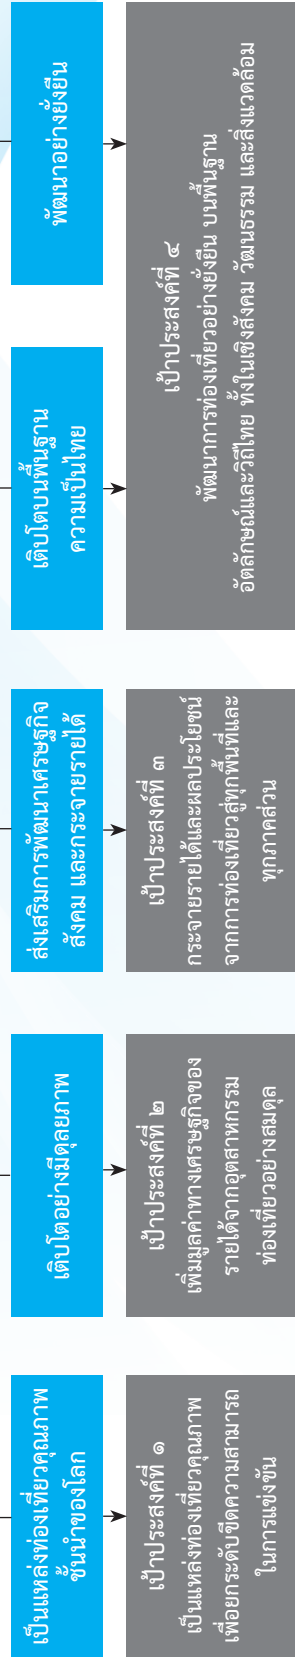 เป็นแหล่งท่องเที่ยวคุณภาพ
ชั้นนำของโลก
เติบโตอย่างมีดุลยภาพ
ส่งเสริมการพัฒนาเศรษฐกิจ
สังคม และกระจายรายได้
เติบโตบนพื้นฐาน
ความเป็นไทย
พัฒนาอย่างยั่งยืน
เป้าประสงค์ที่ ๑
เป็นแหล่งท่องเที่ยวคุณภาพ
เพื่อยกระดับขีดความสามารถ
ในการแข่งขัน
เป้าประสงค์ที่ ๒
เพิ่มมูลค่าทางเศรษฐกิจของ
รายได้จากอุตสาหกรรม
ท่องเที่ยวอย่างสมดุล
เป้าประสงค์ที่ ๓
กระจายรายได้และผลประโยชน์
จากการท่องเที่ยวสู่ทุกพื้นที่และ
ทุกภาคส่วน
เป้าประสงค์ที่ ๔
พัฒนาการท่องเที่ยวอย่างยั่งยืน บนพื้นฐาน
อัตลักษณ์และวิถีไทย ทั้งในเชิงสังคม วัฒนธรรม และสิ่งแวดล้อม